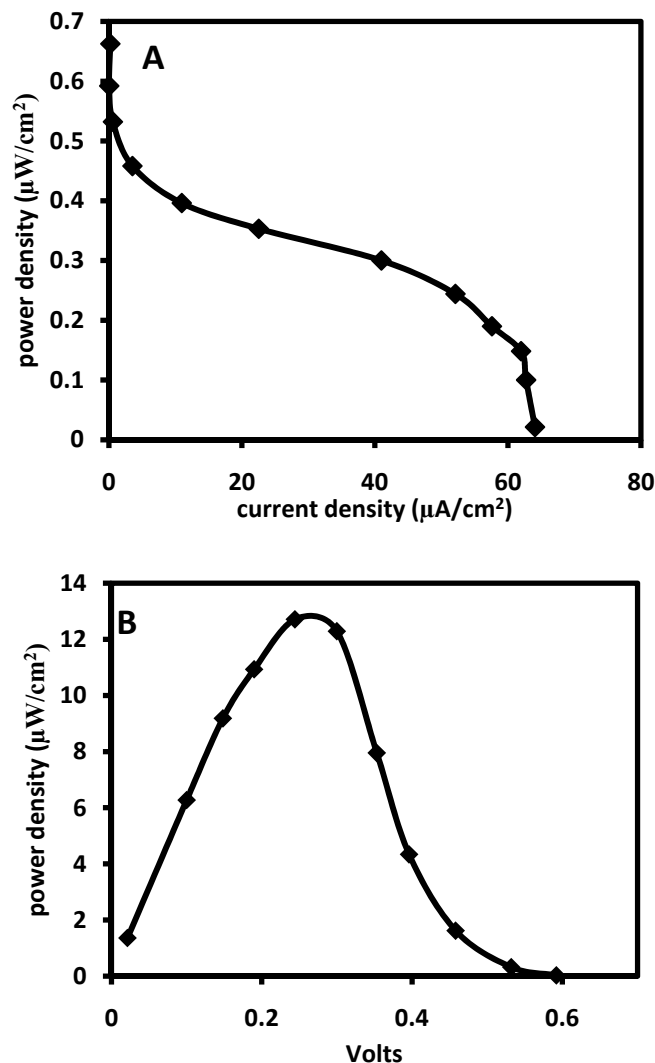 A
power density (μW/cm²)
0.7
0.6
0.5
0.4
0.3
0.2
0.1
0
0 20 40 60 80
current density (μA/cm²)
B
power density (μW/cm²)
14
12
10
8
6
4
2
0
0 0.2 0.4 0.6
Volts